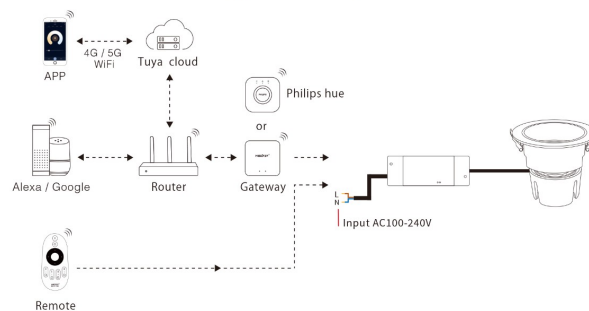 4G / 5G
WiFi
APP
Tuya cloud
Philips hue
or
Alexa / Google
Router
Gateway
L
N
Input AC100-240V
Remote